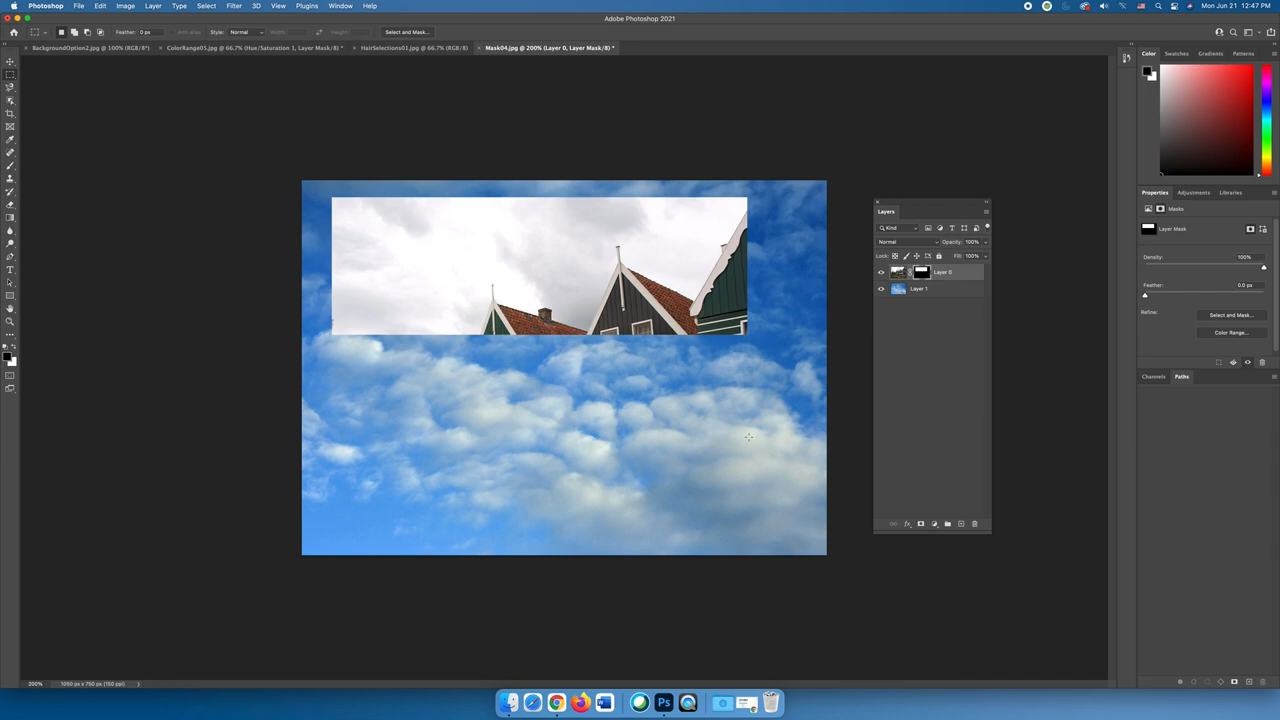 Photoshop File Edit Image Layer Type Select Filter 3D View Plugins Window Help Mon Jun 21 12:47 PM
Adobe Photoshop 2021
Feather: 0 px Anti-alias Style: Normal Width: Height: Select and Mask...
BackgroundOption2.jpg @ 100% (RGB/8*) ColorRange05.jpg @ 66.7% (Hue/Saturation 1, Layer Mask/8) * HairSelections01.jpg @ 66.7% (RGB/8) Mask04.jpg @ 200% (Layer 0, Layer Mask/8) *
Color Swatches Gradients Patterns
Properties Adjustments Libraries
Masks
Layer Mask
Density: 100%
Feather: 0.0 px
Refine: Select and Mask...
Color Range...
Channels Paths
Layers
Kind
Normal Opacity: 100%
Lock: Fill: 100%
Layer 0
Layer 1
200% 1050 px x 750 px (150 ppi)